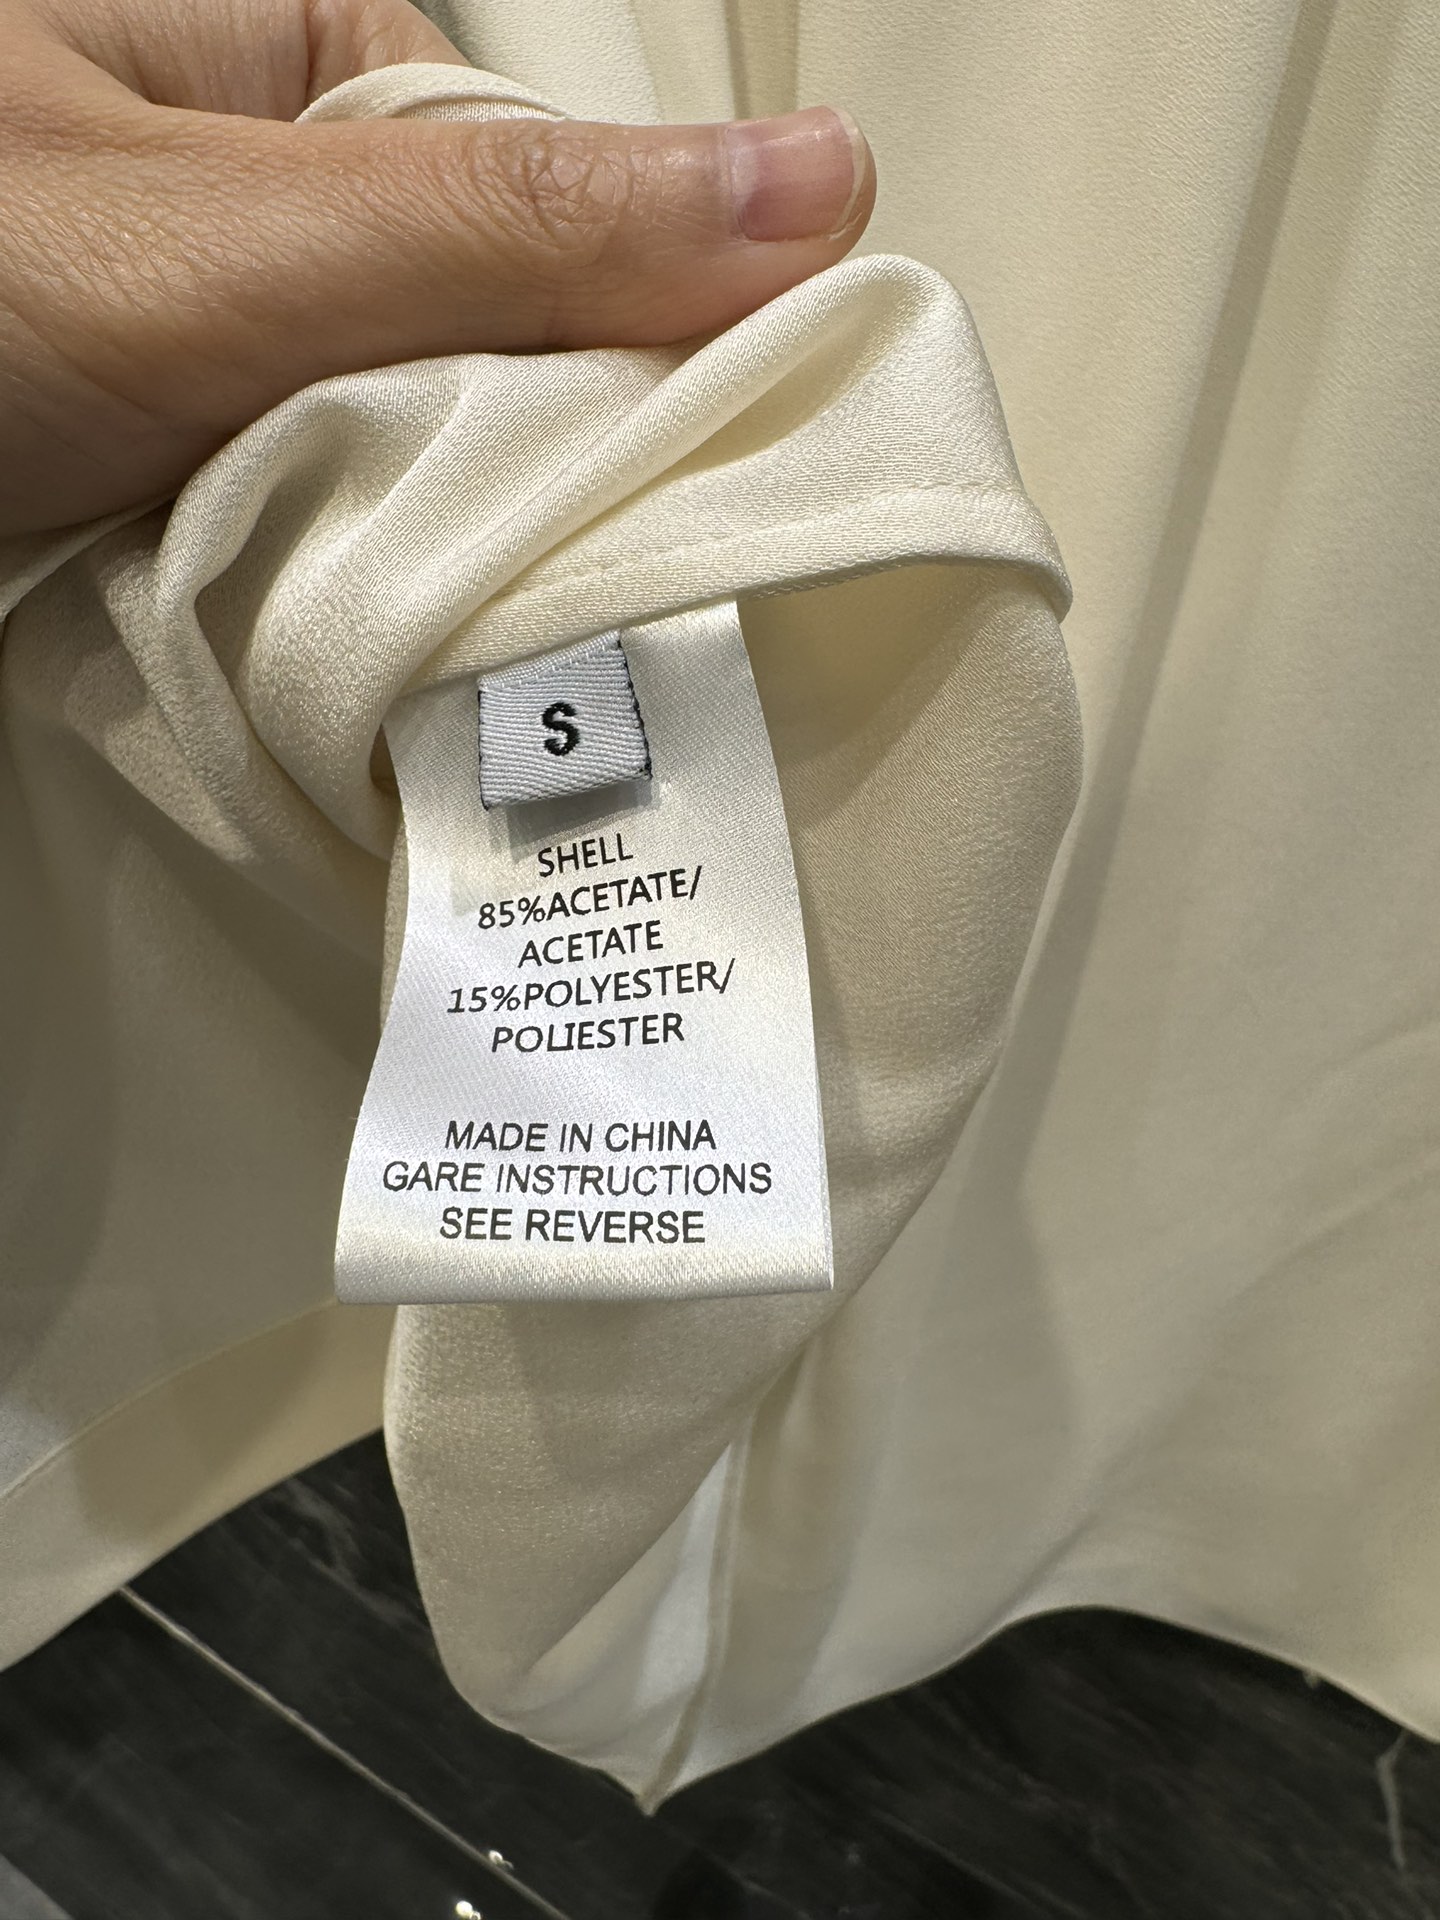 S
SHELL
85%ACETATE/
ACETATE
15%POLYESTER/
POLIESTER
MADE IN CHINA
GARE INSTRUCTIONS
SEE REVERSE